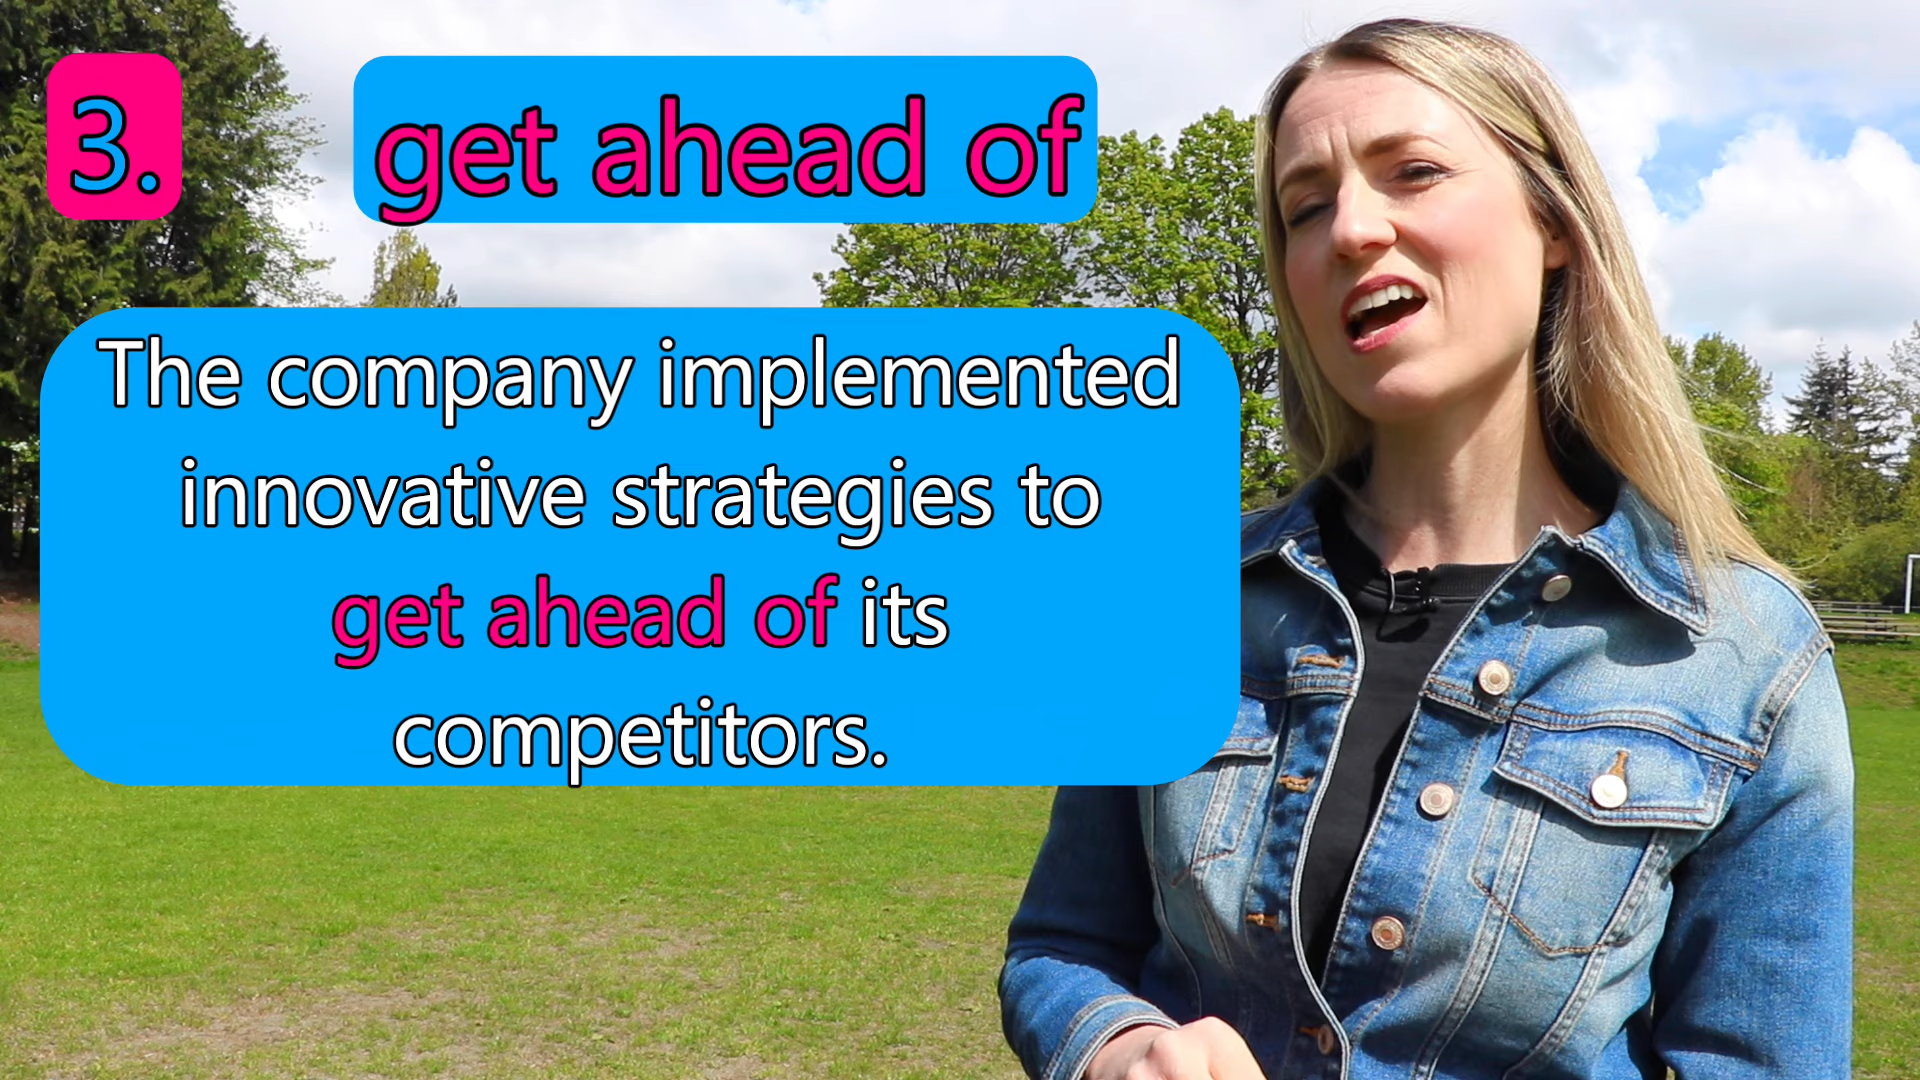 3.
get ahead of
The company implemented
innovative strategies to
get ahead of its
competitors.